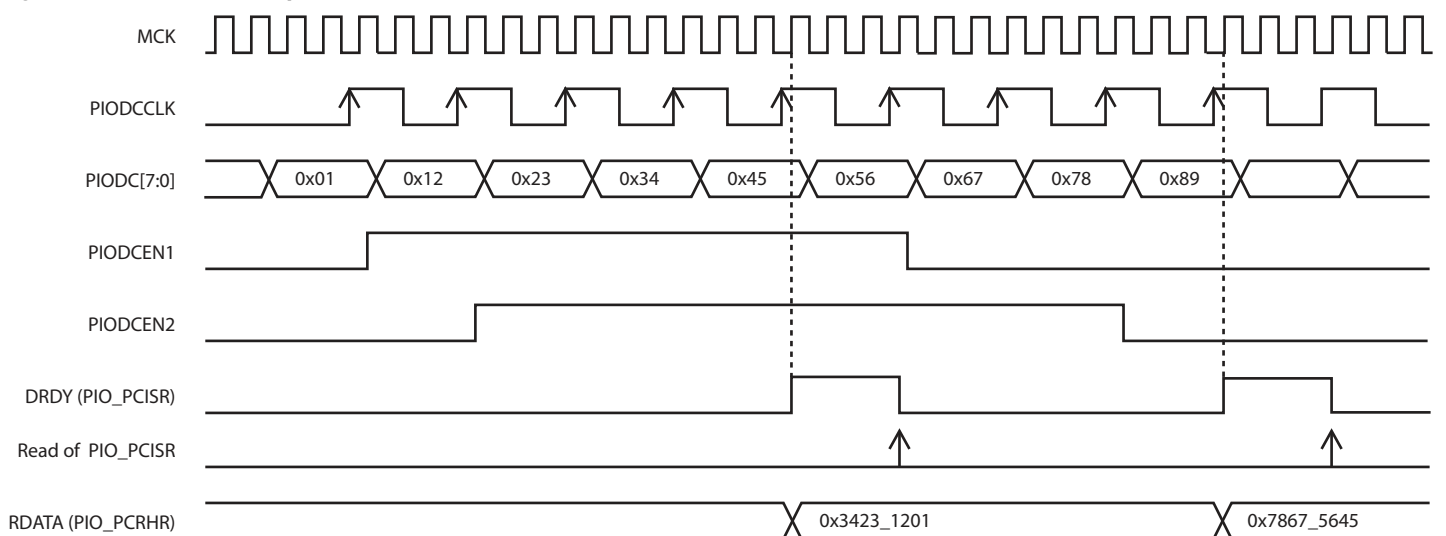 MCK
PIODCCLK
PIODC[7:0] 0x01 0x12 0x23 0x34 0x45 0x56 0x67 0x78 0x89
PIODCEN1
PIODCEN2
DRDY (PIO_PCISR)
Read of PIO_PCISR
RDATA (PIO_PCRHR) 0x3423_1201 0x7867_5645